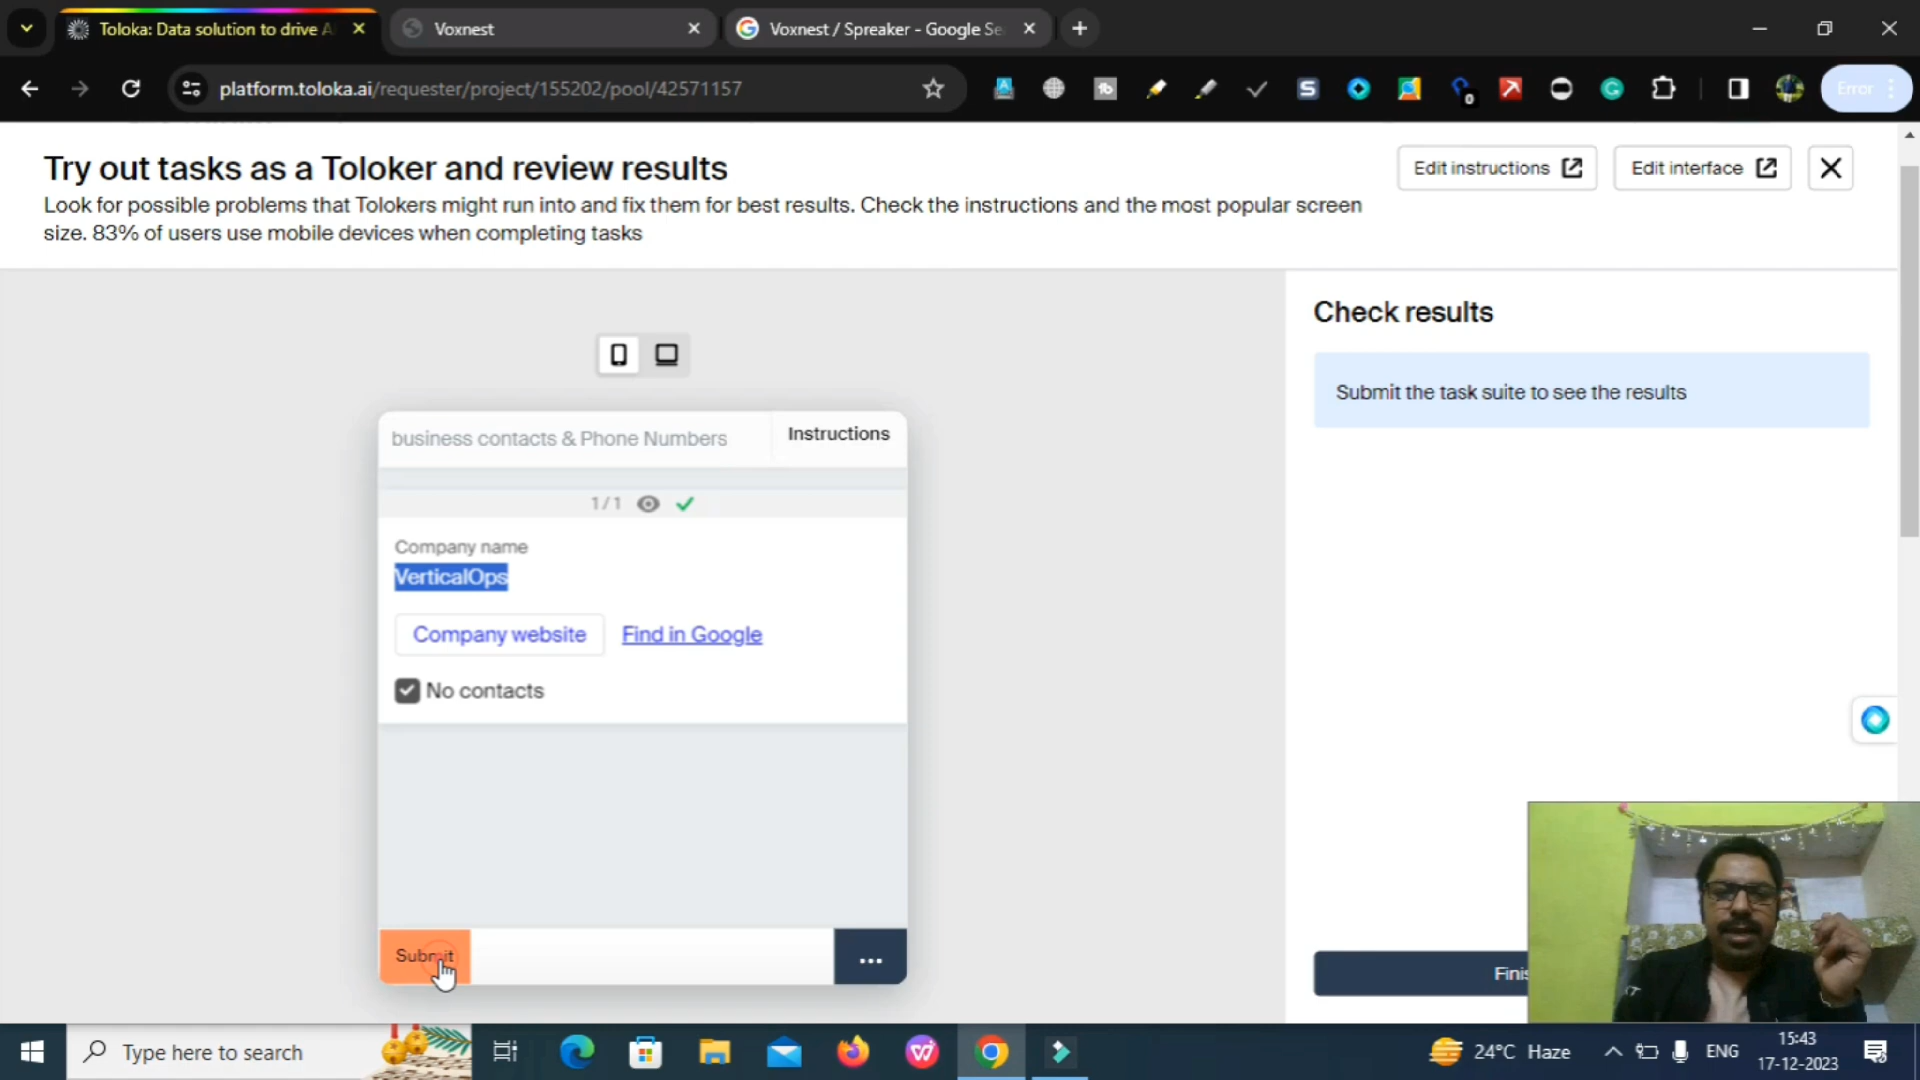 Toloka: Data solution to drive A
Voxnest
Voxnest / Spreaker - Google Se
platform.toloka.ai/requester/project/155202/pool/42571157
0
Error
Try out tasks as a Toloker and review results
Edit instructions
Edit interface
Look for possible problems that Tolokers might run into and fix them for best results. Check the instructions and the most popular screen
size. 83% of users use mobile devices when completing tasks
Check results
Submit the task suite to see the results
business contacts & Phone Numbers
Instructions
1/1
Company name
VerticalOps
Company website
Find in Google
No contacts
Submit
...
Finis
Type here to search
24°C Haze
ENG
15:43
17-12-2023